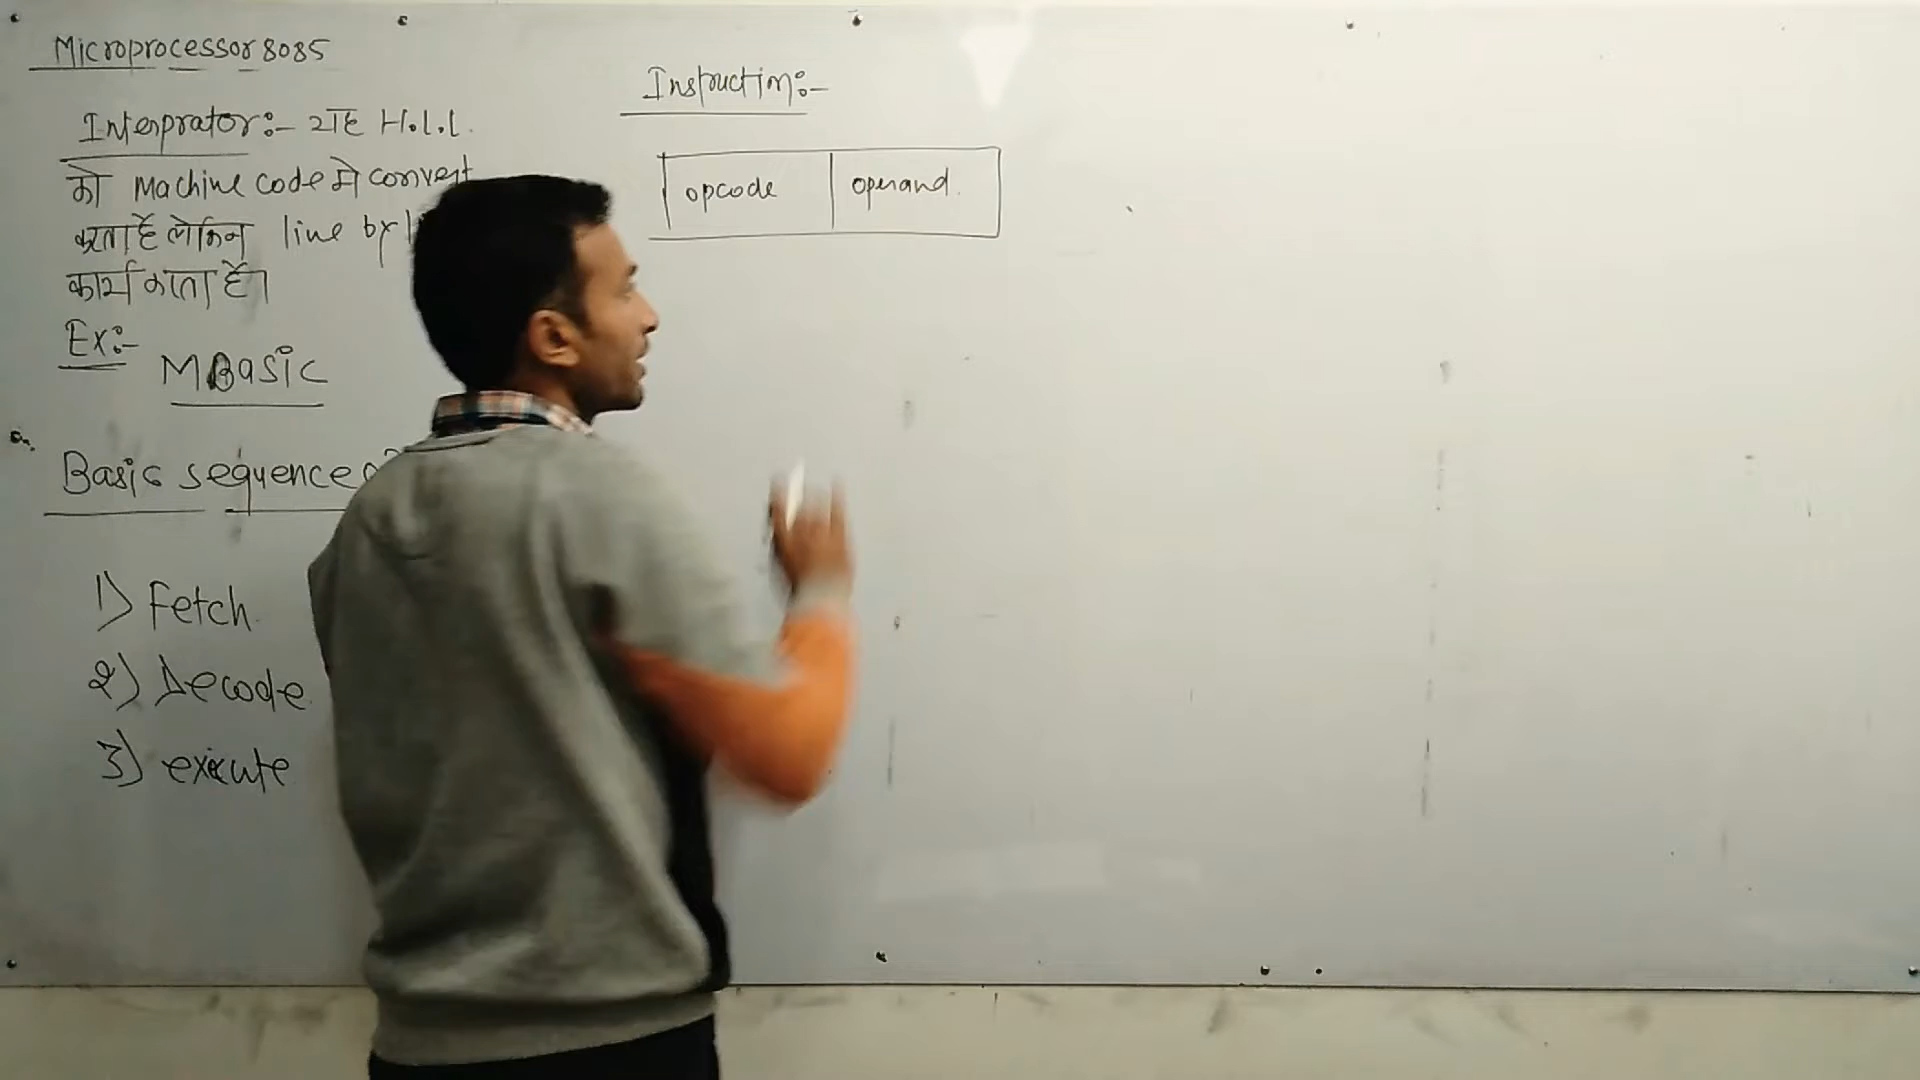 Microprocessor 8085
Interprator:- यह H.l.l.
को Machine code मे convert
करता हैं लेकिन line by
कार्य करता हैं।
Ex:-
MBasic
Basic sequence
1) Fetch
2) Decode
3) execute
Instruction:-
opcode operand